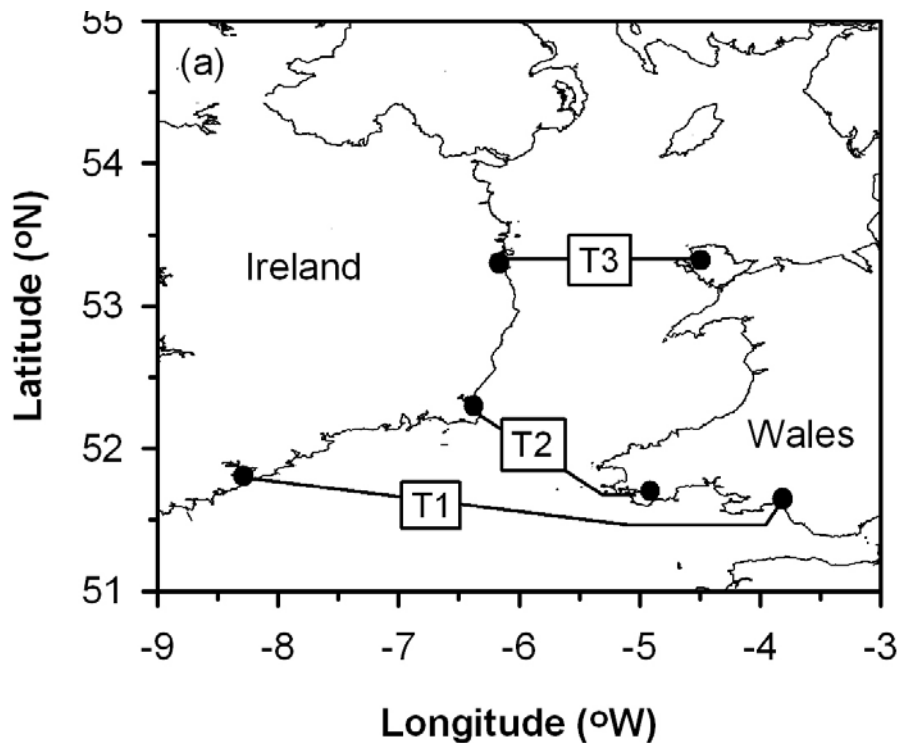 55
(a)
54
Latitude (oN)
Ireland
T3
53
T2
Wales
52
T1
51
-9 -8 -7 -6 -5 -4 -3
Longitude (oW)